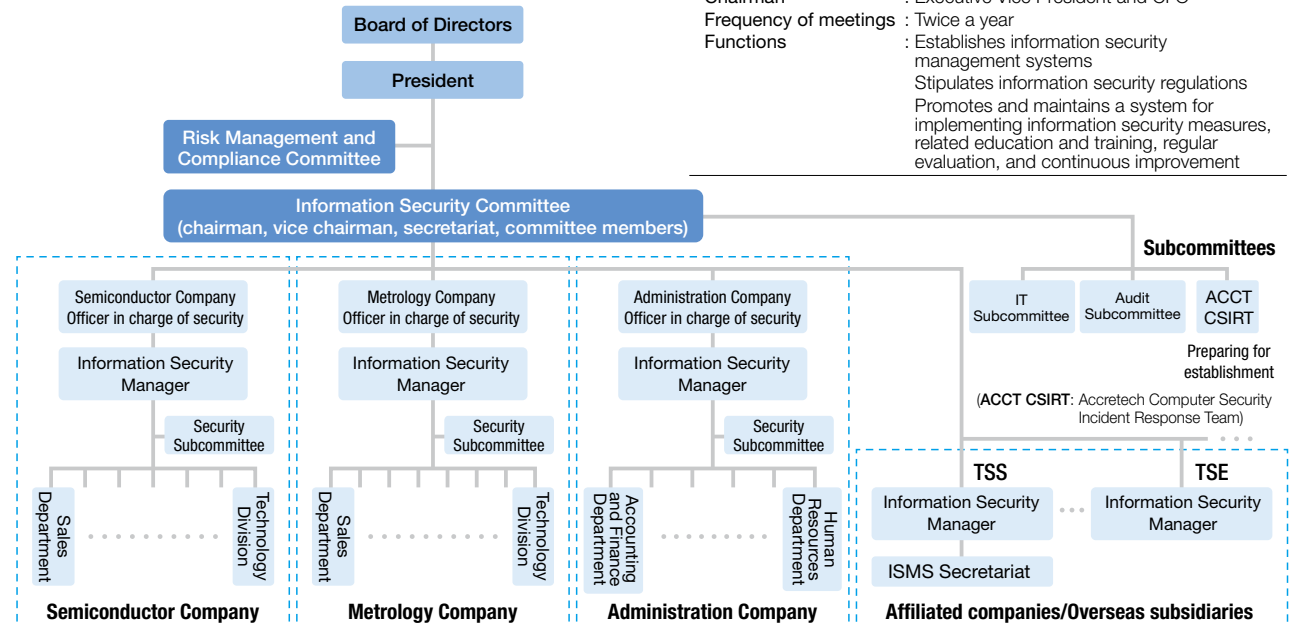 Chairman : Executive Vice President and CFO
Frequency of meetings : Twice a year
Functions : Establishes information security
management systems
Stipulates information security regulations
Promotes and maintains a system for
implementing information security measures,
related education and training, regular
evaluation, and continuous improvement
Board of Directors
President
Risk Management and
Compliance Committee
Information Security Committee
(chairman, vice chairman, secretariat, committee members)
Subcommittees
IT
Subcommittee
Audit
Subcommittee
ACCT
CSIRT
Preparing for
establishment
(ACCT CSIRT: Accretech Computer Security
Incident Response Team)
Semiconductor Company
Officer in charge of security
Information Security
Manager
Security
Subcommittee
Sales
Department
Technology
Division
Semiconductor Company
Metrology Company
Officer in charge of security
Information Security
Manager
Security
Subcommittee
Sales
Department
Technology
Division
Metrology Company
Administration Company
Officer in charge of security
Information Security
Manager
Security
Subcommittee
Accounting
and Finance
Department
Human
Resources
Department
Administration Company
TSS
Information Security
Manager
ISMS Secretariat
TSE
Information Security
Manager
Affiliated companies/Overseas subsidiaries